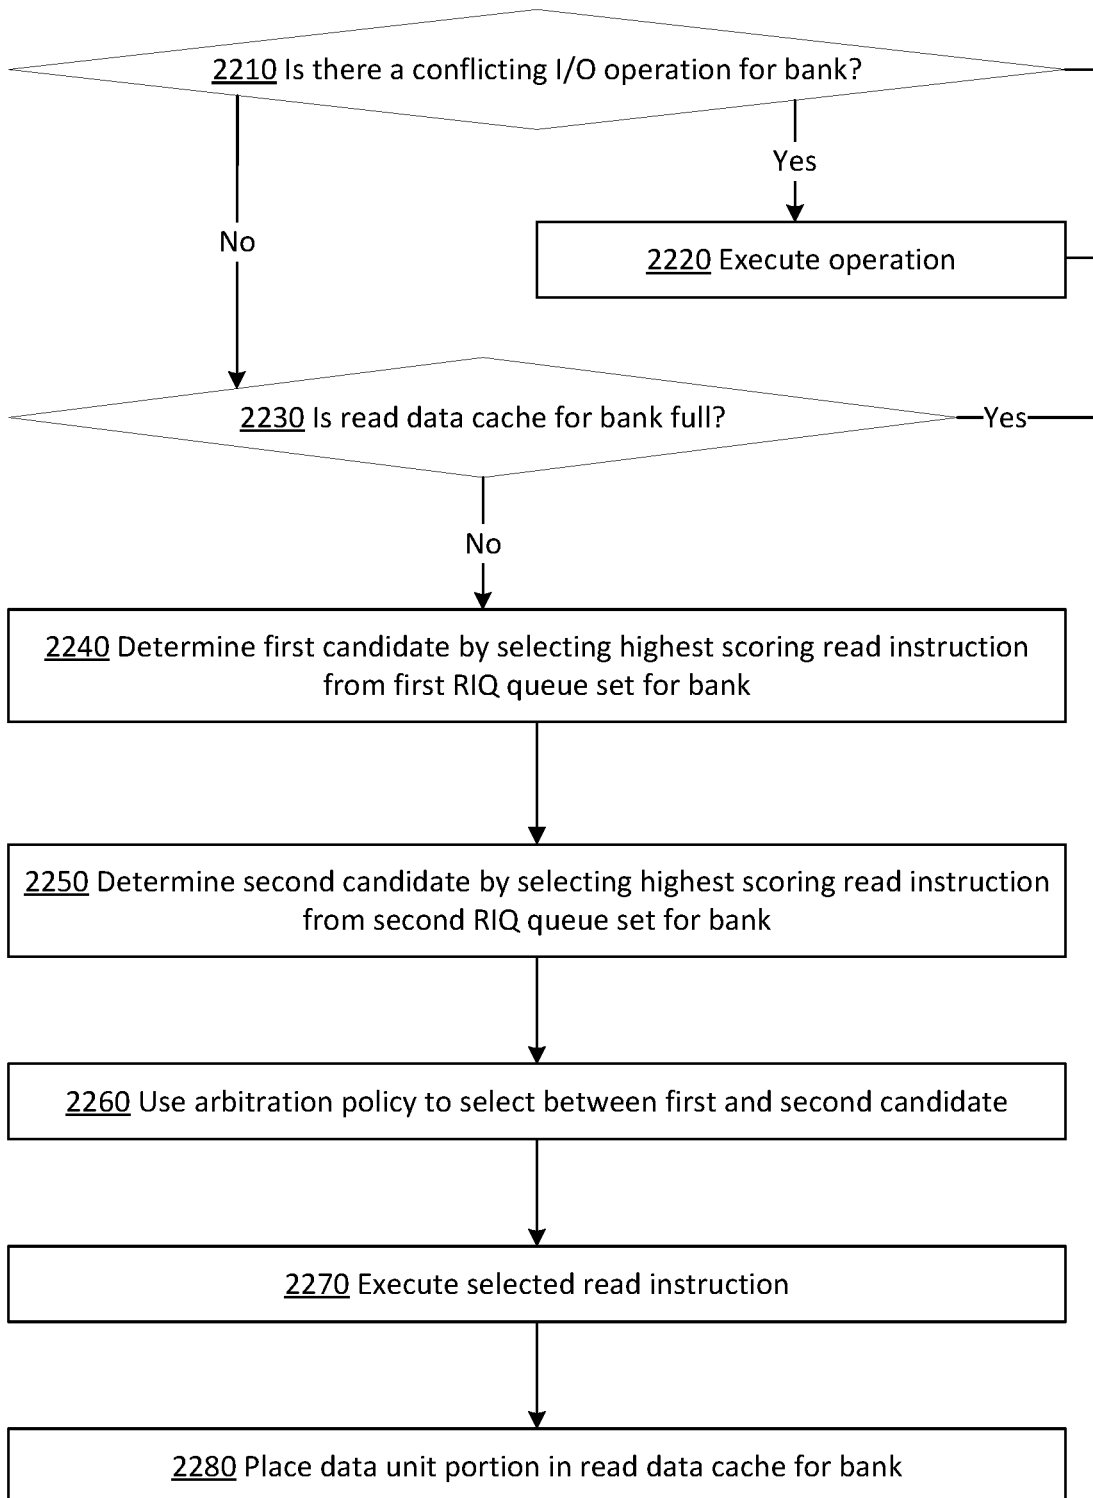 2210 Is there a conflicting I/O operation for bank?
Yes
No
2220 Execute operation
2230 Is read data cache for bank full?
Yes
No
2240 Determine first candidate by selecting highest scoring read instruction
from first RIQ queue set for bank
2250 Determine second candidate by selecting highest scoring read instruction
from second RIQ queue set for bank
2260 Use arbitration policy to select between first and second candidate
2270 Execute selected read instruction
2280 Place data unit portion in read data cache for bank